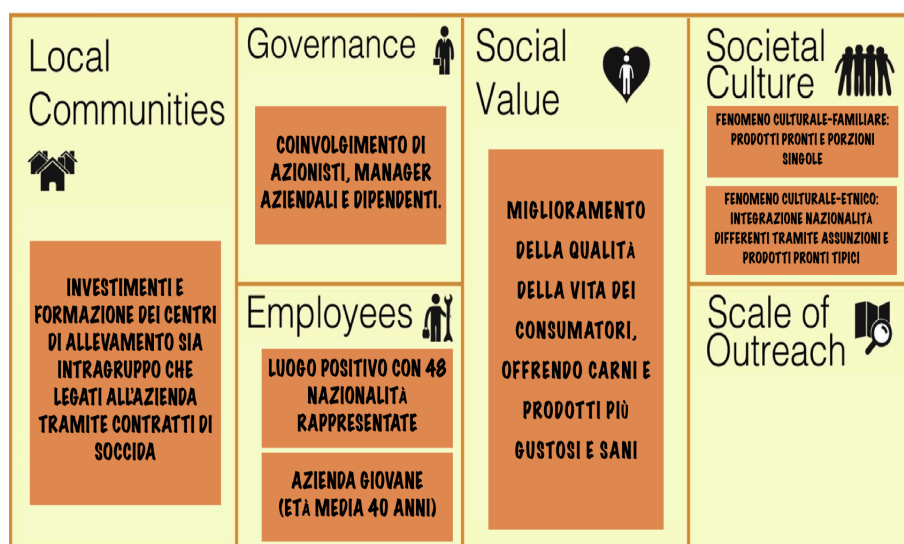 Local
Communities
INVESTIMENTI E
FORMAZIONE DEI CENTRI
DI ALLEVAMENTO SIA
INTRAGRUPPO CHE
LEGATI ALL'AZIENDA
TRAMITE CONTRATTI DI
SOCCIDA
Governance
COINVOLGIMENTO DI
AZIONISTI, MANAGER
AZIENDALI E DIPENDENTI.
Employees
LUOGO POSITIVO CON 48
NAZIONALITÀ
RAPPRESENTATE
AZIENDA GIOVANE
(ETÀ MEDIA 40 ANNI)
Social
Value
MIGLIORAMENTO
DELLA QUALITÀ
DELLA VITA DEI
CONSUMATORI,
OFFRENDO CARNI E
PRODOTTI PIÙ
GUSTOSI E SANI
Societal
Culture
FENOMENO CULTURALE-FAMILIARE:
PRODOTTI PRONTI E PORZIONI
SINGOLE
FENOMENO CULTURALE-ETNICO:
INTEGRAZIONE NAZIONALITÀ
DIFFERENTI TRAMITE ASSUNZIONI E
PRODOTTI PRONTI TIPICI
Scale of
Outreach